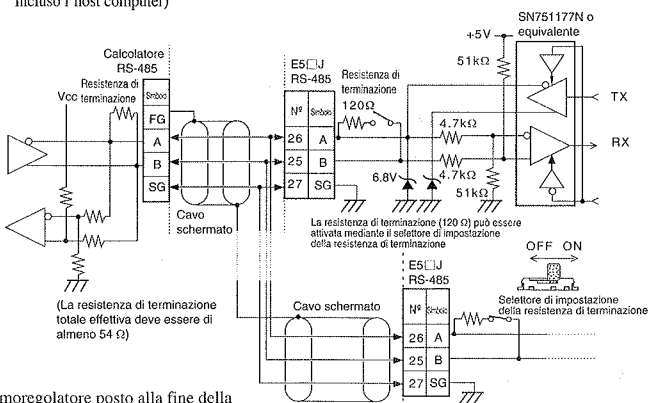 incluso l'host computer)
SN751177N o
equivalente
+5V
51kΩ
Calcolatore
RS-485
E5□J
RS-485
Resistenza di
terminazione
Vcc
Simbolo
FG
A
B
SG
Nº
Simbolo
26 A
25 B
27 SG
Resistenza di
terminazione
120Ω
4.7kΩ
4.7kΩ
6.8V
51kΩ
TX
RX
Cavo
schermato
La resistenza di terminazione (120 Ω) può essere
attivata mediante il selettore di impostazione
della resistenza di terminazione
(La resistenza di terminazione
totale effettiva deve essere di
almeno 54 Ω)
Cavo schermato
E5□J
RS-485
Nº
Simbolo
26 A
25 B
27 SG
OFF ON
Selettore di impostazione
della resistenza di terminazione
moregolatore posto alla fine della